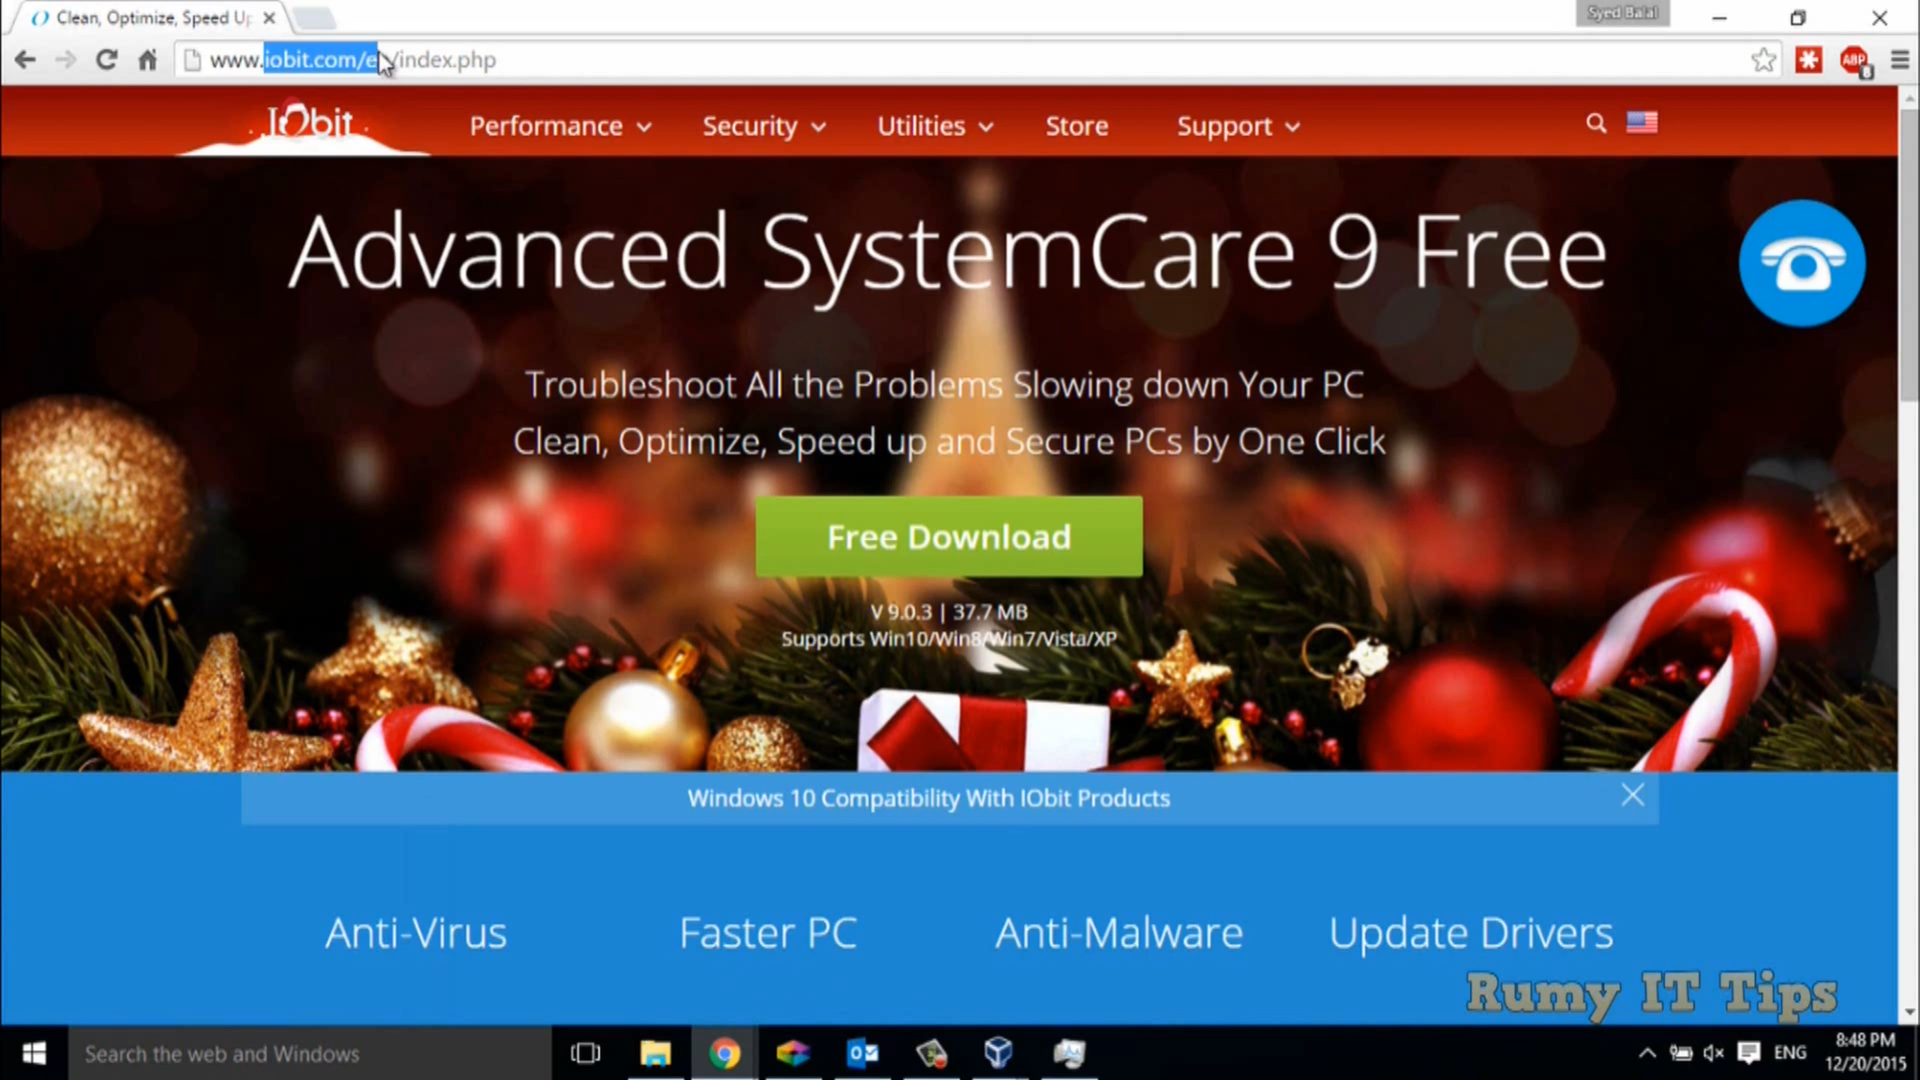 Clean, Optimize, Speed Up
Syed Balal
www.iobit.com/en/index.php
ABP
8
IObit
Performance
Security
Utilities
Store
Support
Advanced SystemCare 9 Free
Troubleshoot All the Problems Slowing down Your PC
Clean, Optimize, Speed up and Secure PCs by One Click
Free Download
V 9.0.3 | 37.7 MB
Supports Win10/Win8/Win7/Vista/XP
Windows 10 Compatibility With IObit Products
Anti-Virus
Faster PC
Anti-Malware
Update Drivers
Rumy IT Tips
Search the web and Windows
ENG
8:48 PM
12/20/2015